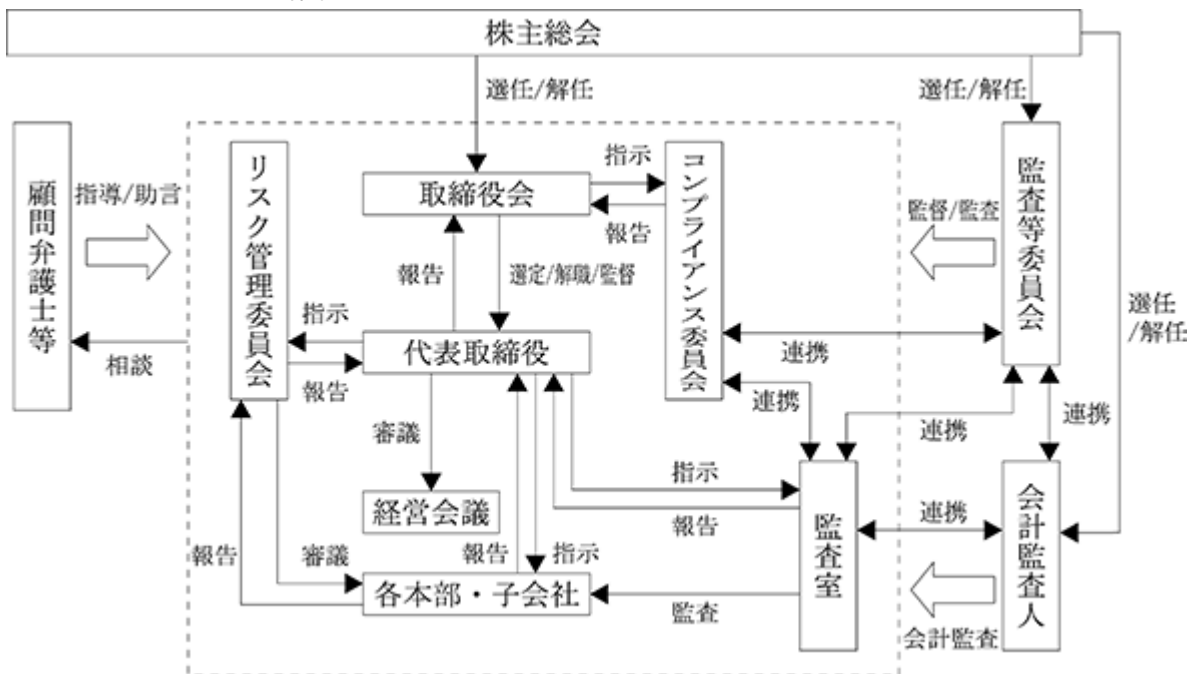 株主総会
選任/解任
選任/解任
リスク管理委員会
取締役会
指示
報告
コンプライアンス委員会
監査等委員会
顧問弁護士等
指導/助言
監督/監査
報告
選定/解職/監督
選任
/解任
指示
代表取締役
報告
相談
連携
連携
審議
連携
連携
指示
経営会議
報告
監査室
連携
会計監査人
報告
審議
報告
指示
各本部・子会社
監査
会計監査